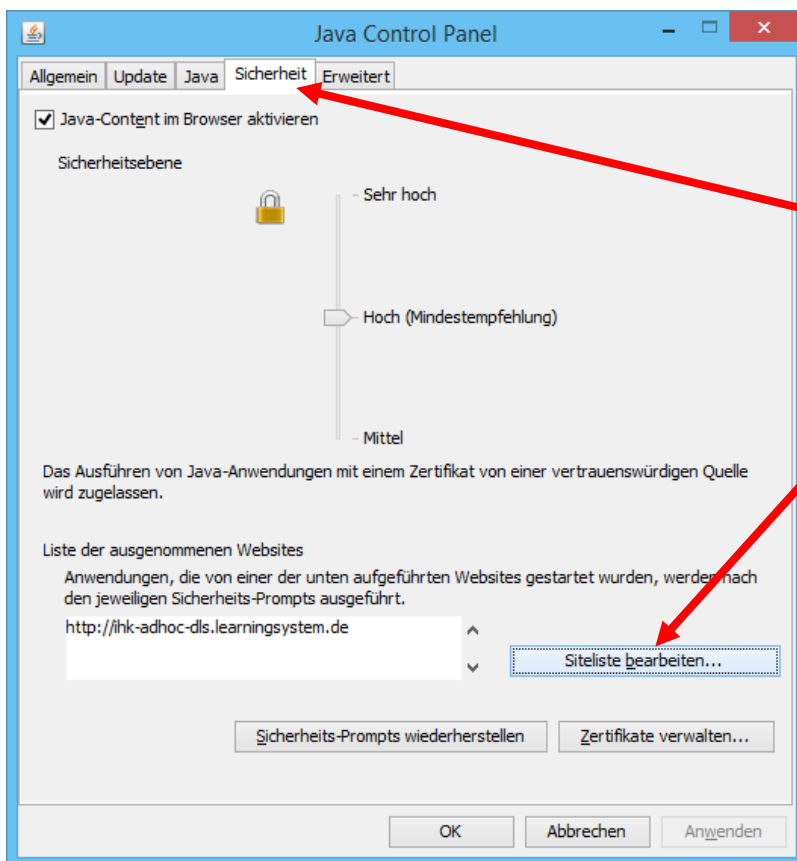 Java Control Panel
Allgemein Update Java Sicherheit Erweitert
Java-Content im Browser aktivieren
Sicherheitsebene
Sehr hoch
Hoch (Mindestempfehlung)
Mittel
Das Ausführen von Java-Anwendungen mit einem Zertifikat von einer vertrauenswürdigen Quelle
wird zugelassen.
Liste der ausgenommenen Websites
Anwendungen, die von einer der unten aufgeführten Websites gestartet wurden, werden nach
den jeweiligen Sicherheits-Prompts ausgeführt.
http://ihk-adhoc-dls.learningsystem.de
Siteliste bearbeiten...
Sicherheits-Prompts wiederherstellen Zertifikate verwalten...
OK Abbrechen Anwenden